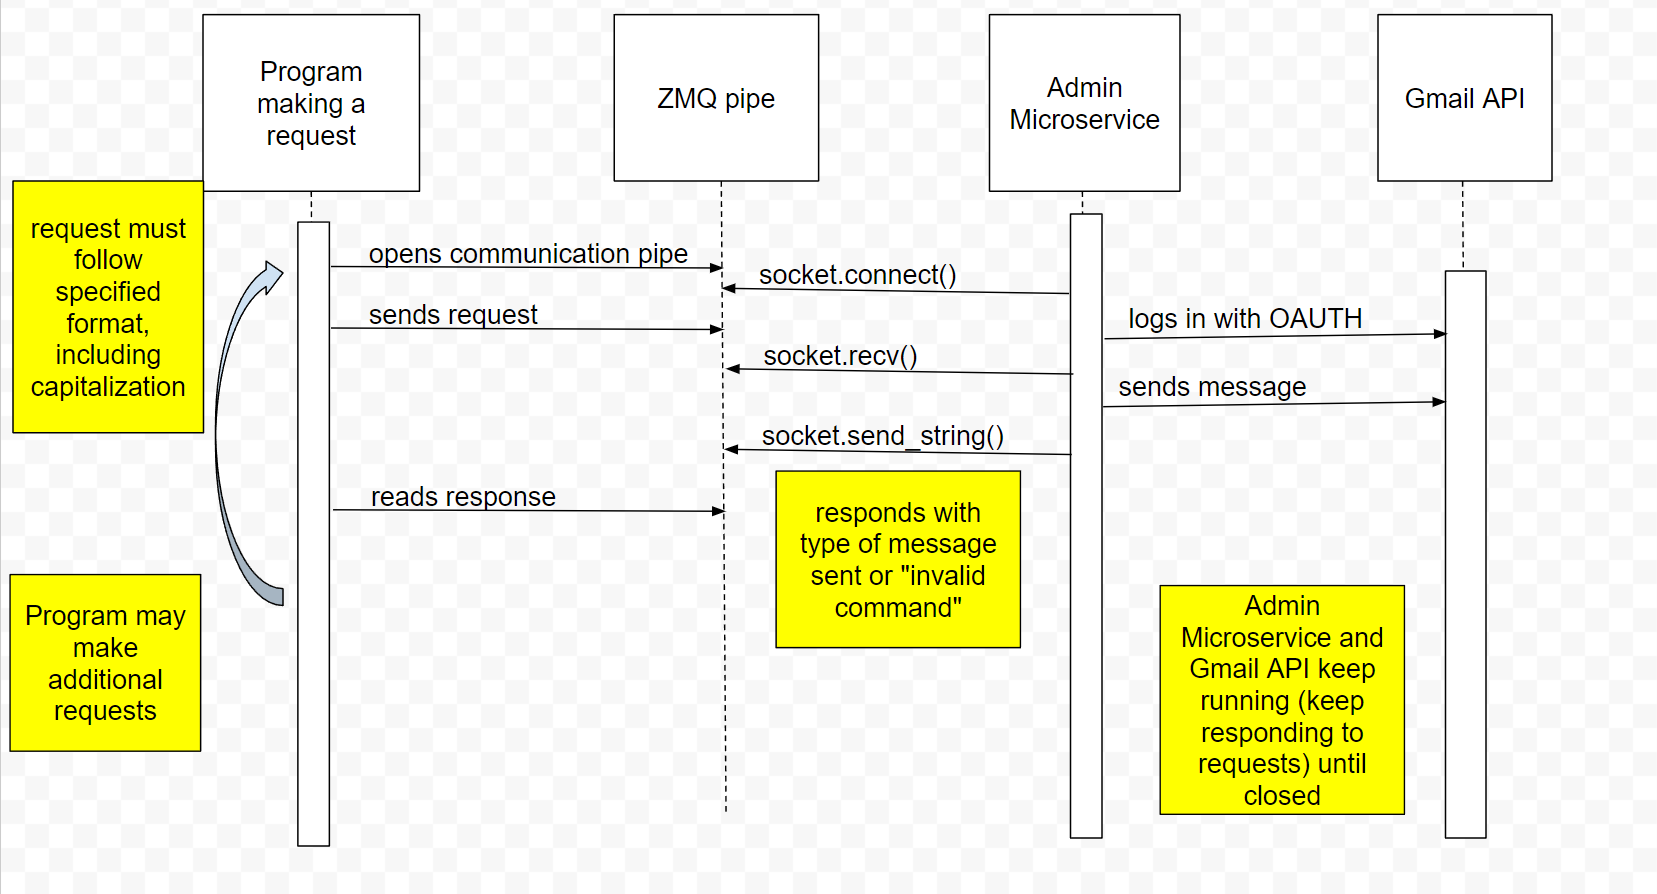 Program
making a
request
ZMQ pipe
Admin
Microservice
Gmail API
request must
follow
specified
format,
including
capitalization
opens communication pipe
socket.connect()
sends request
logs in with OAUTH
socket.recv()
sends message
socket.send_string()
reads response
responds with
type of message
sent or "invalid
command"
Program may
make
additional
requests
Admin
Microservice and
Gmail API keep
running (keep
responding to
requests) until
closed